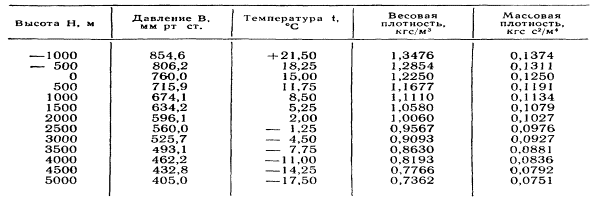 Высота Н, м Давление В, мм рт ст. Температура t, °С Весовая плотность, кгс/м³ Массовая плотность, кгс с²/м⁴
—1000 854,6 +21,50 1,3476 0,1374
— 500 806,2 18,25 1,2854 0,1311
0 760,0 15,00 1,2250 0,1250
500 715,9 11,75 1,1677 0,1191
1000 674,1 8,50 1,1110 0,1134
1500 634,2 5,25 1,0580 0,1079
2000 596,1 2,00 1,0060 0,1027
2500 560,0 — 1,25 0,9567 0,0976
3000 525,7 — 4,50 0,9093 0,0927
3500 493,1 — 7,75 0,8630 0,0881
4000 462,2 —11,00 0,8193 0,0836
4500 432,8 —14,25 0,7766 0,0792
5000 405,0 —17,50 0,7362 0,0751